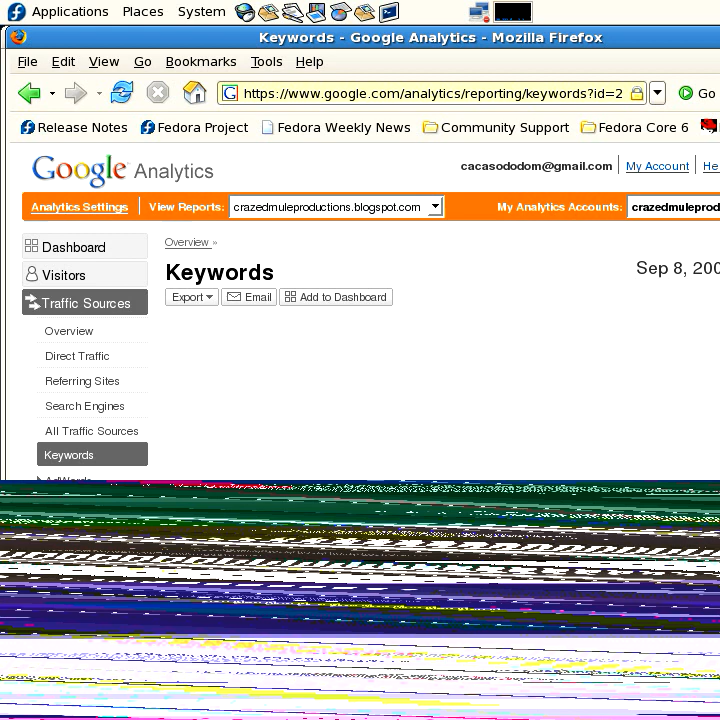 Applications Places System
Keywords - Google Analytics - Mozilla Firefox
File Edit View Go Bookmarks Tools Help
G https://www.google.com/analytics/reporting/keywords?id=2 Go
Release Notes Fedora Project Fedora Weekly News Community Support Fedora Core 6
Google Analytics cacasododom@gmail.com My Account He
Analytics Settings View Reports: crazedmuleproductions.blogspot.com My Analytics Accounts: crazedmuleprod
Overview »
Dashboard
Keywords Sep 8, 200
Visitors
Export Email Add to Dashboard
Traffic Sources
Overview
Direct Traffic
Referring Sites
Search Engines
All Traffic Sources
Keywords